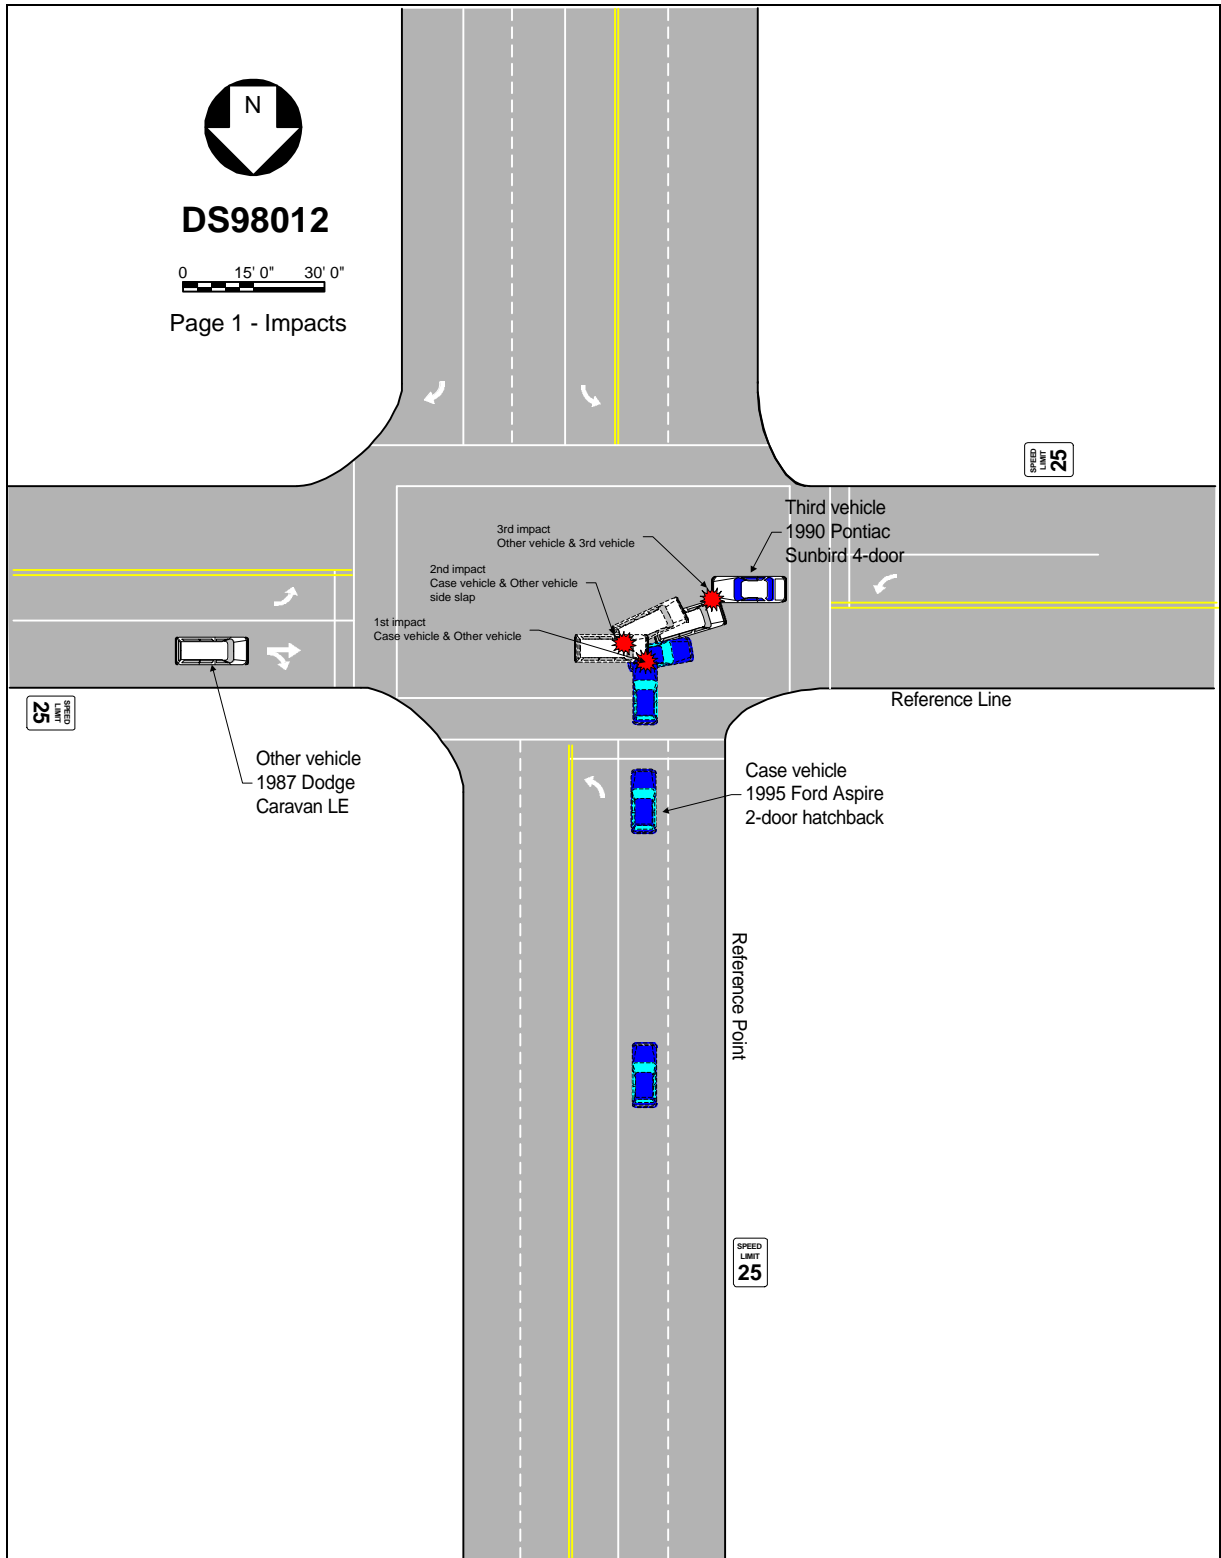 N
DS98012
0 15' 0" 30' 0"
Page 1 - Impacts
SPEED
LIMIT
25
Third vehicle
1990 Pontiac
Sunbird 4-door
3rd impact
Other vehicle & 3rd vehicle
2nd impact
Case vehicle & Other vehicle
side slap
1st impact
Case vehicle & Other vehicle
Reference Line
SPEED
LIMIT
25
Other vehicle
1987 Dodge
Caravan LE
Case vehicle
1995 Ford Aspire
2-door hatchback
Reference Point
SPEED
LIMIT
25